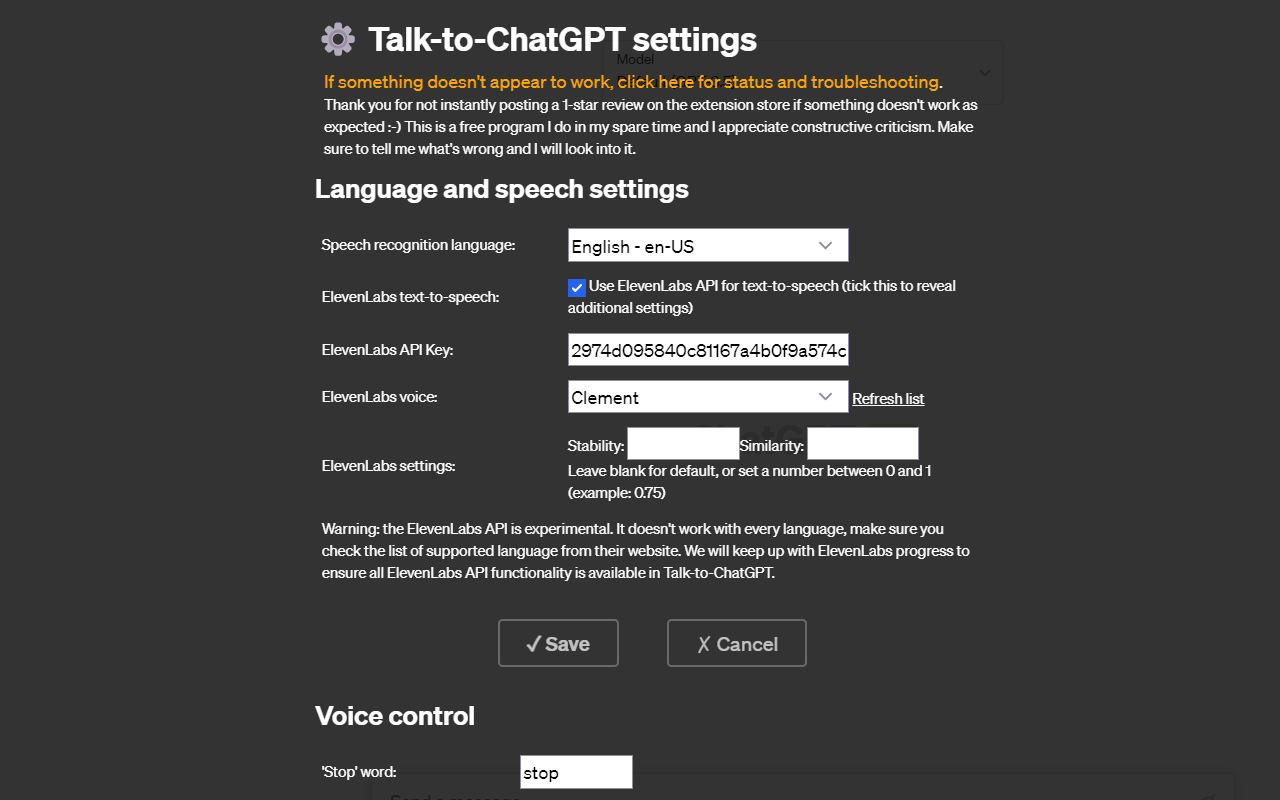 Talk-to-ChatGPT settings
Model
If something doesn't appear to work, click here for status and troubleshooting.
Thank you for not instantly posting a 1-star review on the extension store if something doesn't work as
expected :-) This is a free program I do in my spare time and I appreciate constructive criticism. Make
sure to tell me what's wrong and I will look into it.
Language and speech settings
Speech recognition language:
English - en-US
ElevenLabs text-to-speech:
Use ElevenLabs API for text-to-speech (tick this to reveal
additional settings)
ElevenLabs API Key:
2974d095840c81167a4b0f9a574c
ElevenLabs voice:
Clement
Refresh list
ElevenLabs settings:
Stability:
Similarity:
Leave blank for default, or set a number between 0 and 1
(example: 0.75)
Warning: the ElevenLabs API is experimental. It doesn't work with every language, make sure you
check the list of supported language from their website. We will keep up with ElevenLabs progress to
ensure all ElevenLabs API functionality is available in Talk-to-ChatGPT.
✓ Save
✗ Cancel
Voice control
'Stop' word:
stop
Send a message